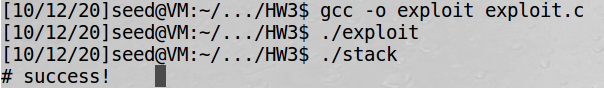 [10/12/20]seed@VM:~/.../HW3$ gcc -o exploit exploit.c
[10/12/20]seed@VM:~/.../HW3$ ./exploit
[10/12/20]seed@VM:~/.../HW3$ ./stack
# success!